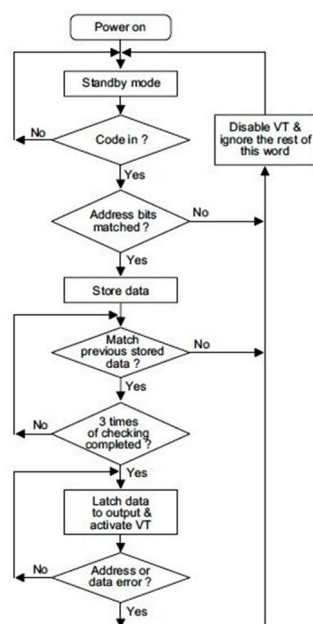 Power on
Standby mode
No
Code in ?
Disable VT &
ignore the rest of
this word
Yes
Address bits
matched ?
No
Yes
Store data
Match
previous stored
data ?
No
Yes
No
3 times
of checking
completed ?
Yes
Latch data
to output &
activate VT
No
Address or
data error ?
Yes